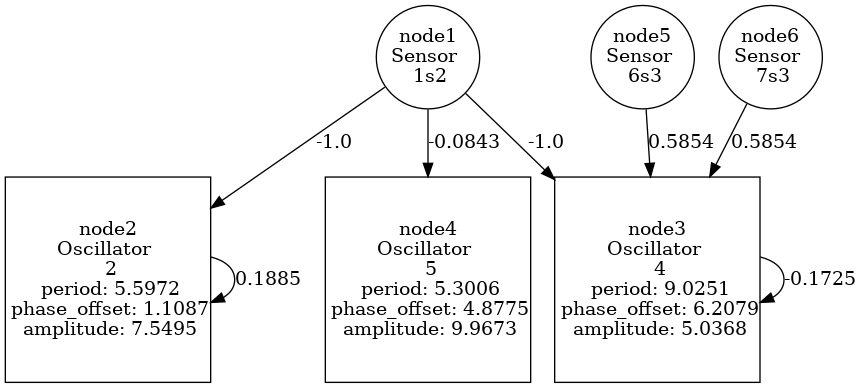 node1
Sensor
1s2
node5
Sensor
6s3
node6
Sensor
7s3
-1.0
-0.0843
-1.0
0.5854
0.5854
node2
Oscillator
2
period: 5.5972
phase_offset: 1.1087
amplitude: 7.5495
0.1885
node4
Oscillator
5
period: 5.3006
phase_offset: 4.8775
amplitude: 9.9673
node3
Oscillator
4
period: 9.0251
phase_offset: 6.2079
amplitude: 5.0368
-0.1725